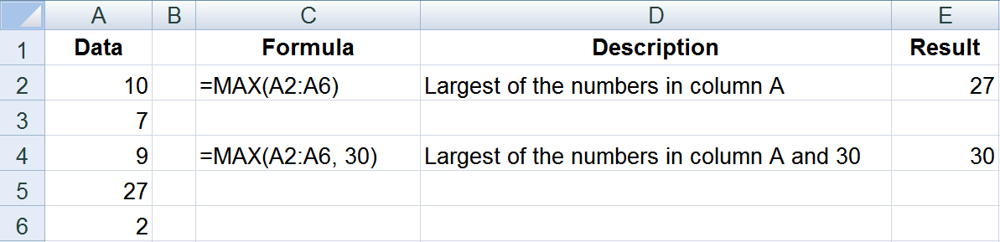 A B C D E
1 Data Formula Description Result
2 10 =MAX(A2:A6) Largest of the numbers in column A 27
3 7
4 9 =MAX(A2:A6, 30) Largest of the numbers in column A and 30 30
5 27
6 2